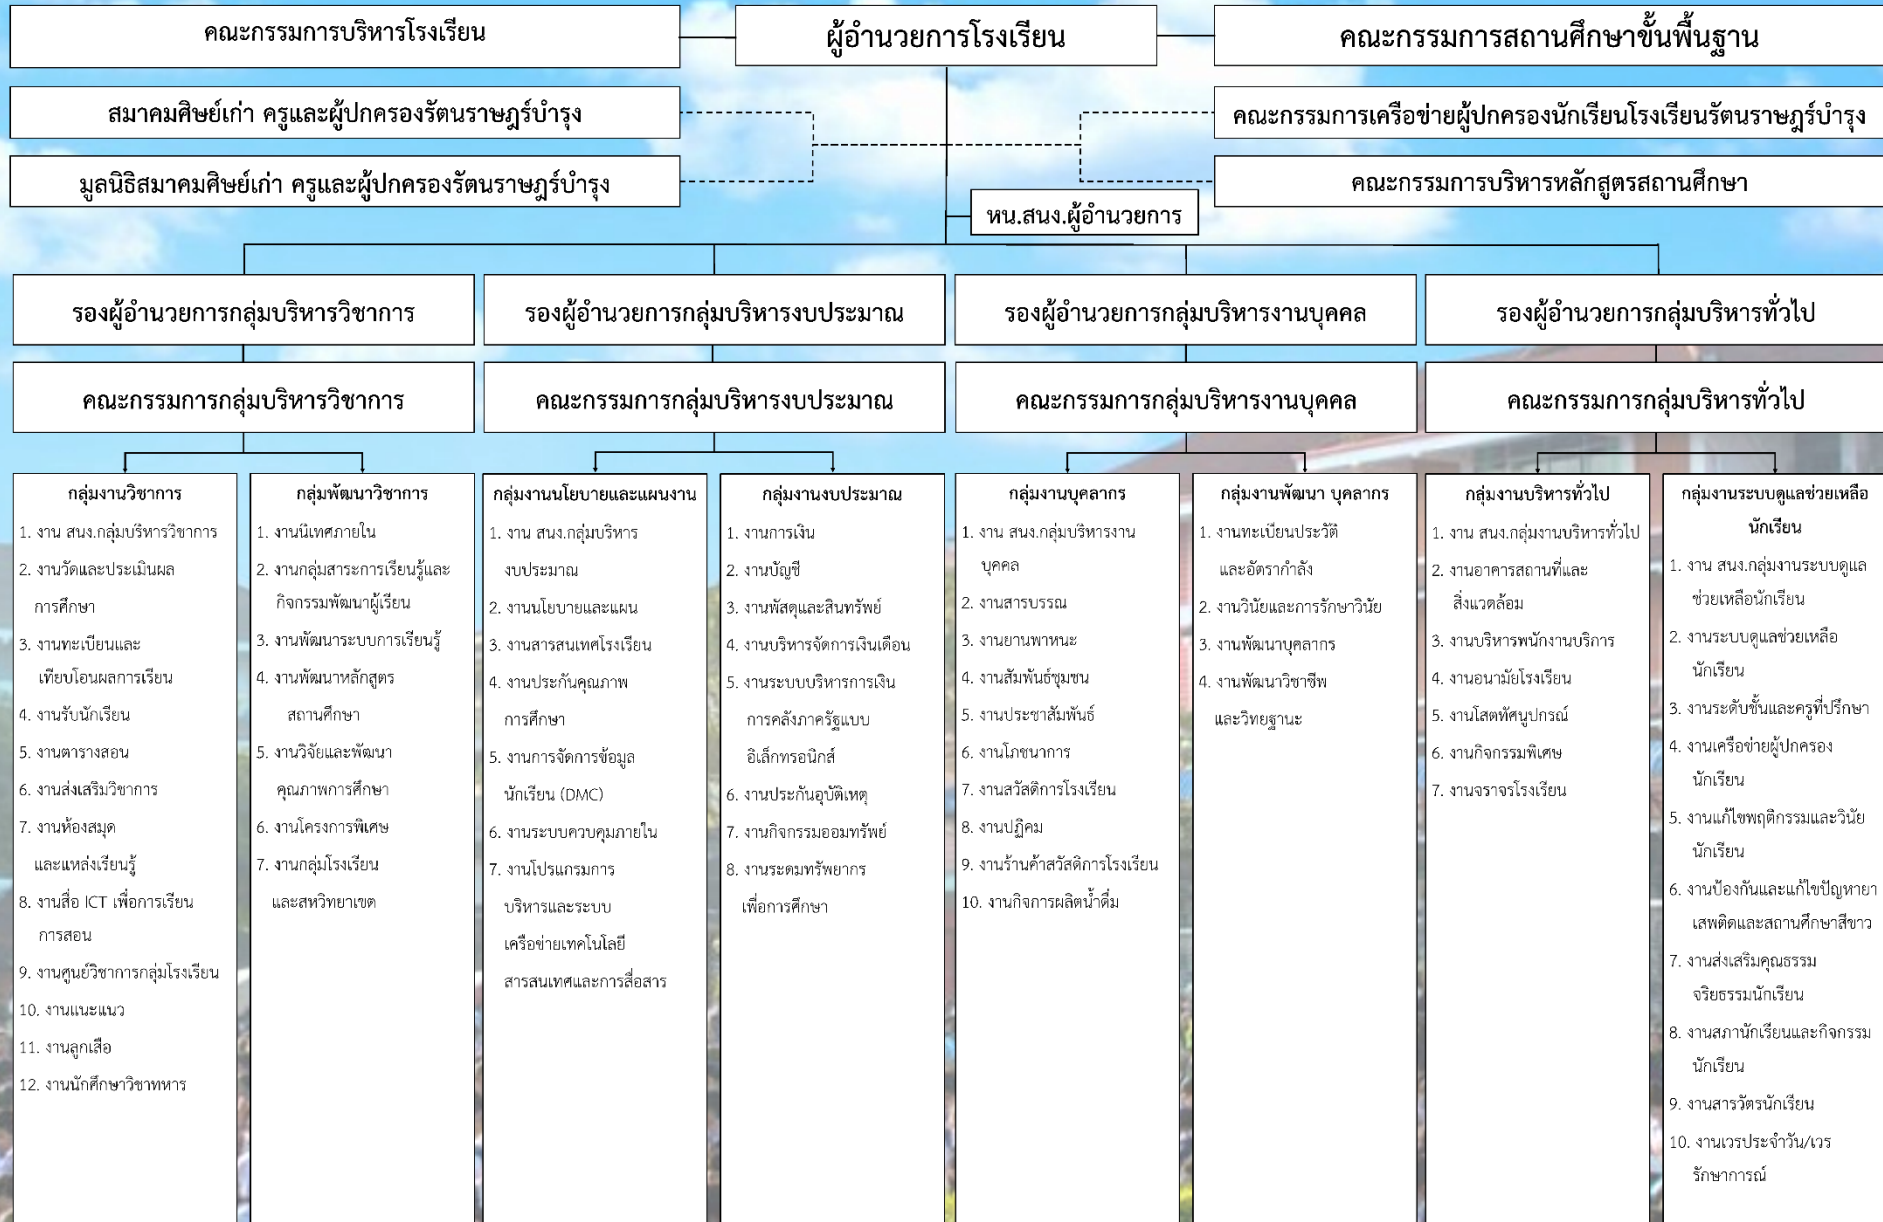 คณะกรรมการบริหารโรงเรียน
ผู้อำนวยการโรงเรียน
คณะกรรมการสถานศึกษาขั้นพื้นฐาน
สมาคมศิษย์เก่า ครูและผู้ปกครองรัตนราษฎร์บำรุง
คณะกรรมการเครือข่ายผู้ปกครองนักเรียนโรงเรียนรัตนราษฎร์บำรุง
มูลนิธิสมาคมศิษย์เก่า ครูและผู้ปกครองรัตนราษฎร์บำรุง
คณะกรรมการบริหารหลักสูตรสถานศึกษา
หน.สนง.ผู้อำนวยการ
รองผู้อำนวยการกลุ่มบริหารวิชาการ
รองผู้อำนวยการกลุ่มบริหารงบประมาณ
รองผู้อำนวยการกลุ่มบริหารงานบุคคล
รองผู้อำนวยการกลุ่มบริหารทั่วไป
คณะกรรมการกลุ่มบริหารวิชาการ
คณะกรรมการกลุ่มบริหารงบประมาณ
คณะกรรมการกลุ่มบริหารงานบุคคล
คณะกรรมการกลุ่มบริหารทั่วไป
กลุ่มงานวิชาการ
1. งาน สนง.กลุ่มบริหารวิชาการ
2. งานวัดและประเมินผล
การศึกษา
3. งานทะเบียนและ
เทียบโอนผลการเรียน
4. งานรับนักเรียน
5. งานตารางสอน
6. งานส่งเสริมวิชาการ
7. งานห้องสมุด
และแหล่งเรียนรู้
8. งานสื่อ ICT เพื่อการเรียน
การสอน
9. งานศูนย์วิชาการกลุ่มโรงเรียน
10. งานแนะแนว
11. งานลูกเสือ
12. งานนักศึกษาวิชาทหาร
กลุ่มพัฒนาวิชาการ
1. งานนิเทศภายใน
2. งานกลุ่มสาระการเรียนรู้และ
กิจกรรมพัฒนาผู้เรียน
3. งานพัฒนาระบบการเรียนรู้
4. งานพัฒนาหลักสูตร
สถานศึกษา
5. งานวิจัยและพัฒนา
คุณภาพการศึกษา
6. งานโครงการพิเศษ
7. งานกลุ่มโรงเรียน
และสหวิทยาเขต
กลุ่มงานนโยบายและแผนงาน
1. งาน สนง.กลุ่มบริหาร
งบประมาณ
2. งานนโยบายและแผน
3. งานสารสนเทศโรงเรียน
4. งานประกันคุณภาพ
การศึกษา
5. งานการจัดการข้อมูล
นักเรียน (DMC)
6. งานระบบควบคุมภายใน
7. งานโปรแกรมการ
บริหารและระบบ
เครือข่ายเทคโนโลยี
สารสนเทศและการสื่อสาร
กลุ่มงานงบประมาณ
1. งานการเงิน
2. งานบัญชี
3. งานพัสดุและสินทรัพย์
4. งานบริหารจัดการเงินเดือน
5. งานระบบบริหารการเงิน
การคลังภาครัฐแบบ
อิเล็กทรอนิกส์
6. งานประกันอุบัติเหตุ
7. งานกิจกรรมออมทรัพย์
8. งานระดมทรัพยากร
เพื่อการศึกษา
กลุ่มงานบุคลากร
1. งาน สนง.กลุ่มบริหารงาน
บุคคล
2. งานสารบรรณ
3. งานยานพาหนะ
4. งานสัมพันธ์ชุมชน
5. งานประชาสัมพันธ์
6. งานโภชนาการ
7. งานสวัสดิการโรงเรียน
8. งานปฏิคม
9. งานร้านค้าสวัสดิการโรงเรียน
10. งานกิจการผลิตน้ำดื่ม
กลุ่มงานพัฒนา บุคลากร
1. งานทะเบียนประวัติ
และอัตรากำลัง
2. งานวินัยและการรักษาวินัย
3. งานพัฒนาบุคลากร
4. งานพัฒนาวิชาชีพ
และวิทยฐานะ
กลุ่มงานบริหารทั่วไป
1. งาน สนง.กลุ่มงานบริหารทั่วไป
2. งานอาคารสถานที่และ
สิ่งแวดล้อม
3. งานบริหารพนักงานบริการ
4. งานอนามัยโรงเรียน
5. งานโสตทัศนูปกรณ์
6. งานกิจกรรมพิเศษ
7. งานจราจรโรงเรียน
กลุ่มงานระบบดูแลช่วยเหลือ
นักเรียน
1. งาน สนง.กลุ่มงานระบบดูแล
ช่วยเหลือนักเรียน
2. งานระบบดูแลช่วยเหลือ
นักเรียน
3. งานระดับชั้นและครูที่ปรึกษา
4. งานเครือข่ายผู้ปกครอง
นักเรียน
5. งานแก้ไขพฤติกรรมและวินัย
นักเรียน
6. งานป้องกันและแก้ไขปัญหายา
เสพติดและสถานศึกษาสีขาว
7. งานส่งเสริมคุณธรรม
จริยธรรมนักเรียน
8. งานสภานักเรียนและกิจกรรม
นักเรียน
9. งานสารวัตรนักเรียน
10. งานเวรประจำวัน/เวร
รักษาการณ์